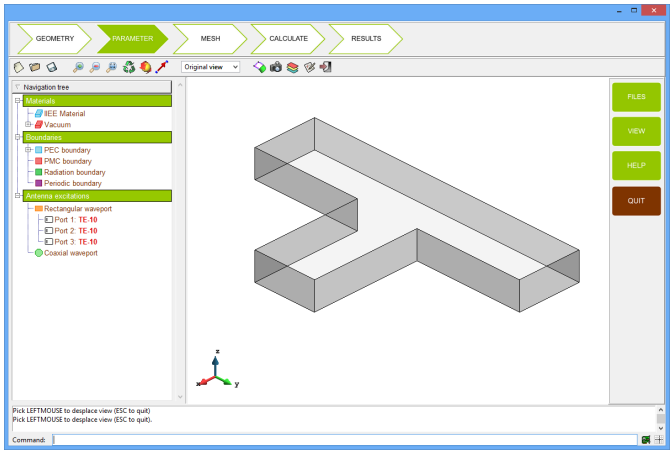 GEOMETRY PARAMETER MESH CALCULATE RESULTS
Original view
Navigation tree
Materials
IIEE Material
Vacuum
Boundaries
PEC boundary
PMC boundary
Radiation boundary
Periodic boundary
Antenna excitations
Rectangular waveport
Port 1: TE-10
Port 2: TE-10
Port 3: TE-10
Coaxial waveport
FILES
VIEW
HELP
QUIT
z
x
y
Pick LEFTMOUSE to desplace view (ESC to quit)
Pick LEFTMOUSE to desplace view (ESC to quit).
Command: